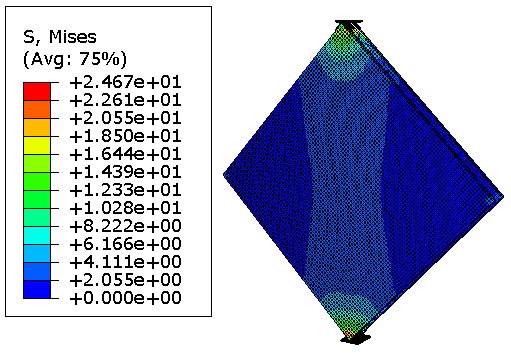 S, Mises
(Avg: 75%)
+2.467e+01
+2.261e+01
+2.055e+01
+1.850e+01
+1.644e+01
+1.439e+01
+1.233e+01
+1.028e+01
+8.222e+00
+6.166e+00
+4.111e+00
+2.055e+00
+0.000e+00